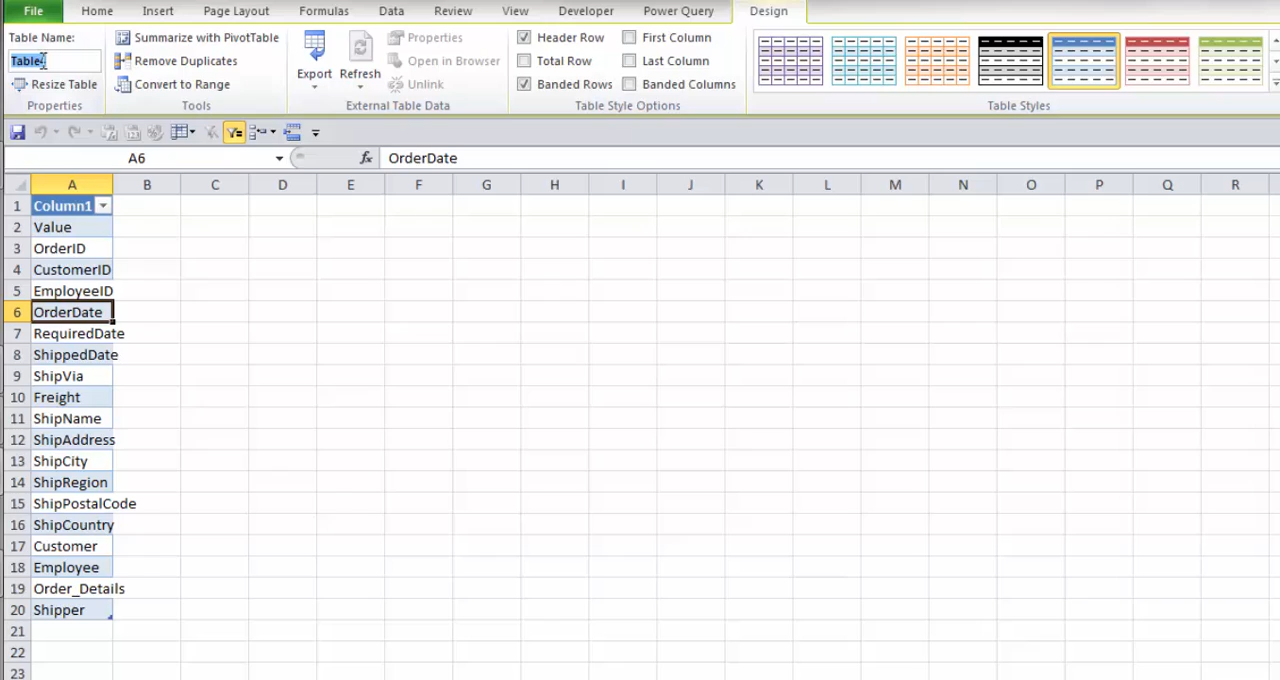 File Home Insert Page Layout Formulas Data Review View Developer Power Query Design
Table Name: Summarize with PivotTable Properties Header Row First Column
Remove Duplicates Open in Browser Total Row Last Column
Resize Table Convert to Range Export Refresh Unlink Banded Rows Banded Columns
Properties Tools External Table Data Table Style Options Table Styles
A6 fx OrderDate
A B C D E F G H I J K L M N O P Q R
1 Column1
2 Value
3 OrderID
4 CustomerID
5 EmployeeID
6 OrderDate
7 RequiredDate
8 ShippedDate
9 ShipVia
10 Freight
11 ShipName
12 ShipAddress
13 ShipCity
14 ShipRegion
15 ShipPostalCode
16 ShipCountry
17 Customer
18 Employee
19 Order_Details
20 Shipper
21
22
23